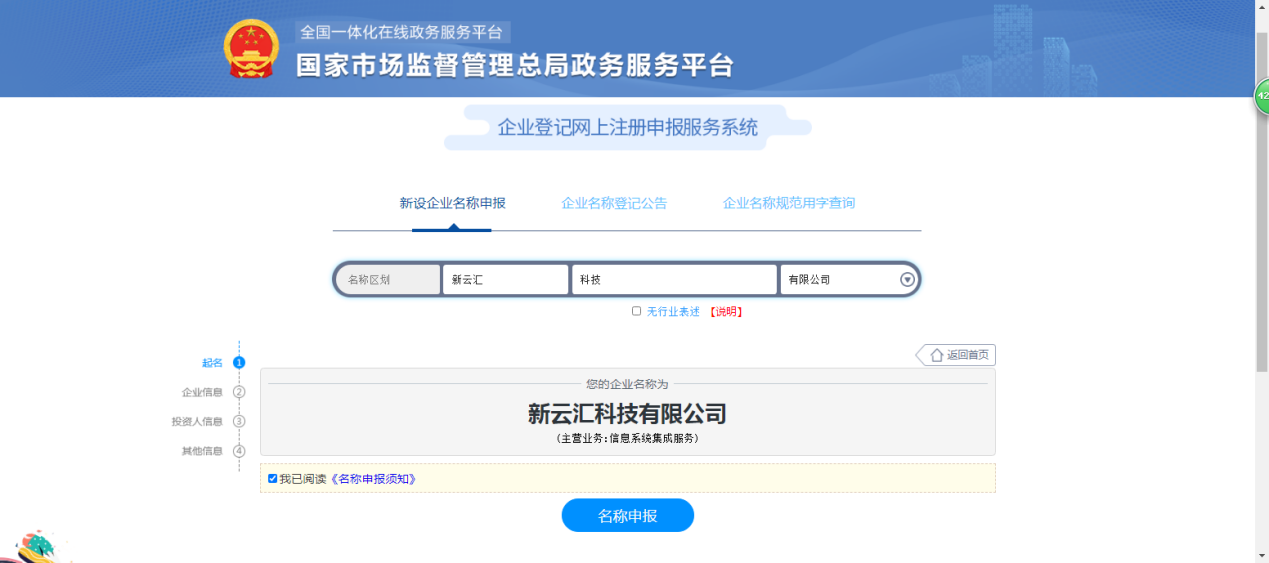 全国一体化在线政务服务平台
国家市场监督管理总局政务服务平台
42
企业登记网上注册申报服务系统
新设企业名称申报 企业名称登记公告 企业名称规范用字查询
名称区划 新云汇 科技 有限公司
无行业表述 【说明】
返回首页
起名 1
企业信息 2
投资人信息 3
其他信息 4
您的企业名称为
新云汇科技有限公司
(主营业务:信息系统集成服务)
我已阅读《名称申报须知》
名称申报